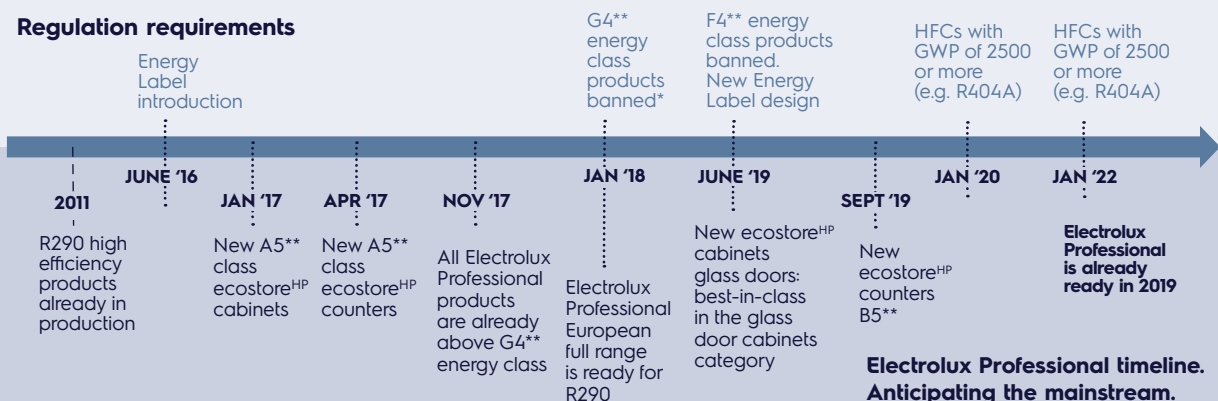 Regulation requirements
Energy
Label
introduction
G4**
energy
class
products
banned*
F4** energy
class products
banned.
New Energy
Label design
HFCs with
GWP of 2500
or more
(e.g. R404A)
HFCs with
GWP of 2500
or more
(e.g. R404A)
2011
R290 high
efficiency
products
already in
production
JUNE ‘16
JAN ‘17
New A5**
class
ecostoreHP
cabinets
APR ‘17
New A5**
class
ecostoreHP
counters
NOV ‘17
All Electrolux
Professional
products
are already
above G4**
energy class
JAN ‘18
Electrolux
Professional
European
full range
is ready for
R290
JUNE ‘19
New ecostoreHP
cabinets
glass doors:
best-in-class
in the glass
door cabinets
category
SEPT ‘19
New
ecostoreHP
counters
B5**
JAN ‘20
JAN ‘22
Electrolux
Professional
is already
ready in 2019
Electrolux Professional timeline.
Anticipating the mainstream.